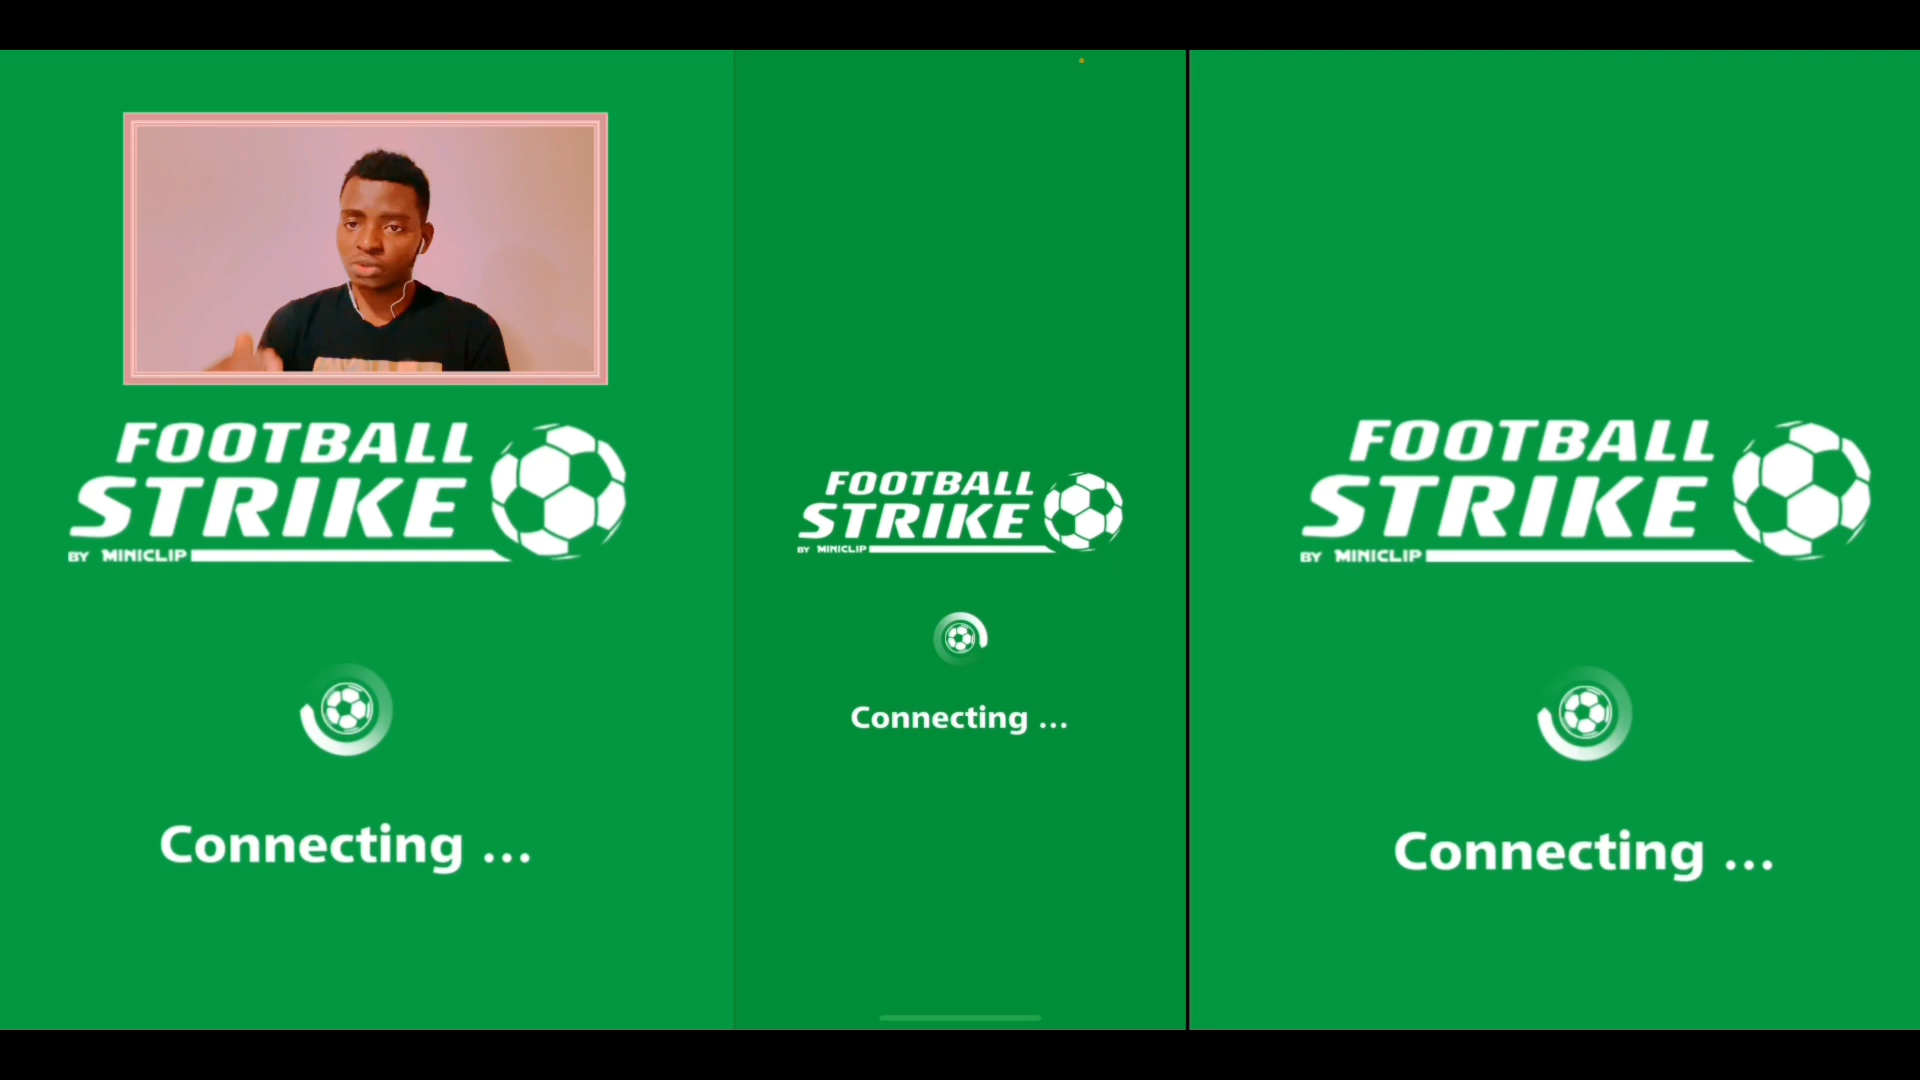 FOOTBALL
STRIKE
BY MINICLIP
Connecting ...
FOOTBALL
STRIKE
BY MINICLIP
Connecting ...
FOOTBALL
STRIKE
BY MINICLIP
Connecting ...